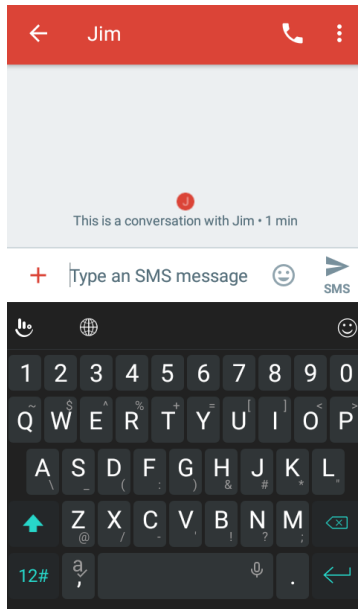 Jim
J
This is a conversation with Jim • 1 min
Type an SMS message
SMS
1 2 3 4 5 6 7 8 9 0
~ $ ^ % + = [ ] < >
Q W E R T Y U I O P
A S D F G H J K L
\ _ ( : ) & # * "
Z X C V B N M
@ / - ' ! ? ;
12# a , .